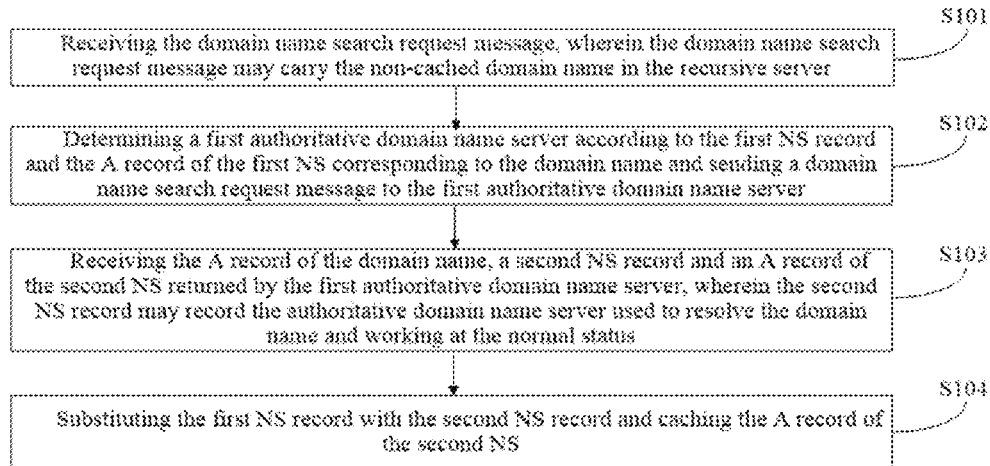 S101
Receiving the domain name search request message, wherein the domain name search
request message may carry the non-cached domain name in the recursive server
S102
Determining a first authoritative domain name server according to the first NS record
and the A record of the first NS corresponding to the domain name and sending a domain
name search request message to the first authoritative domain name server
S103
Receiving the A record of the domain name, a second NS record and an A record of
the second NS returned by the first authoritative domain name server, wherein the second
NS record may record the authoritative domain name server used to resolve the domain
name and working at the normal status
S104
Substituting the first NS record with the second NS record and caching the A record of
the second NS